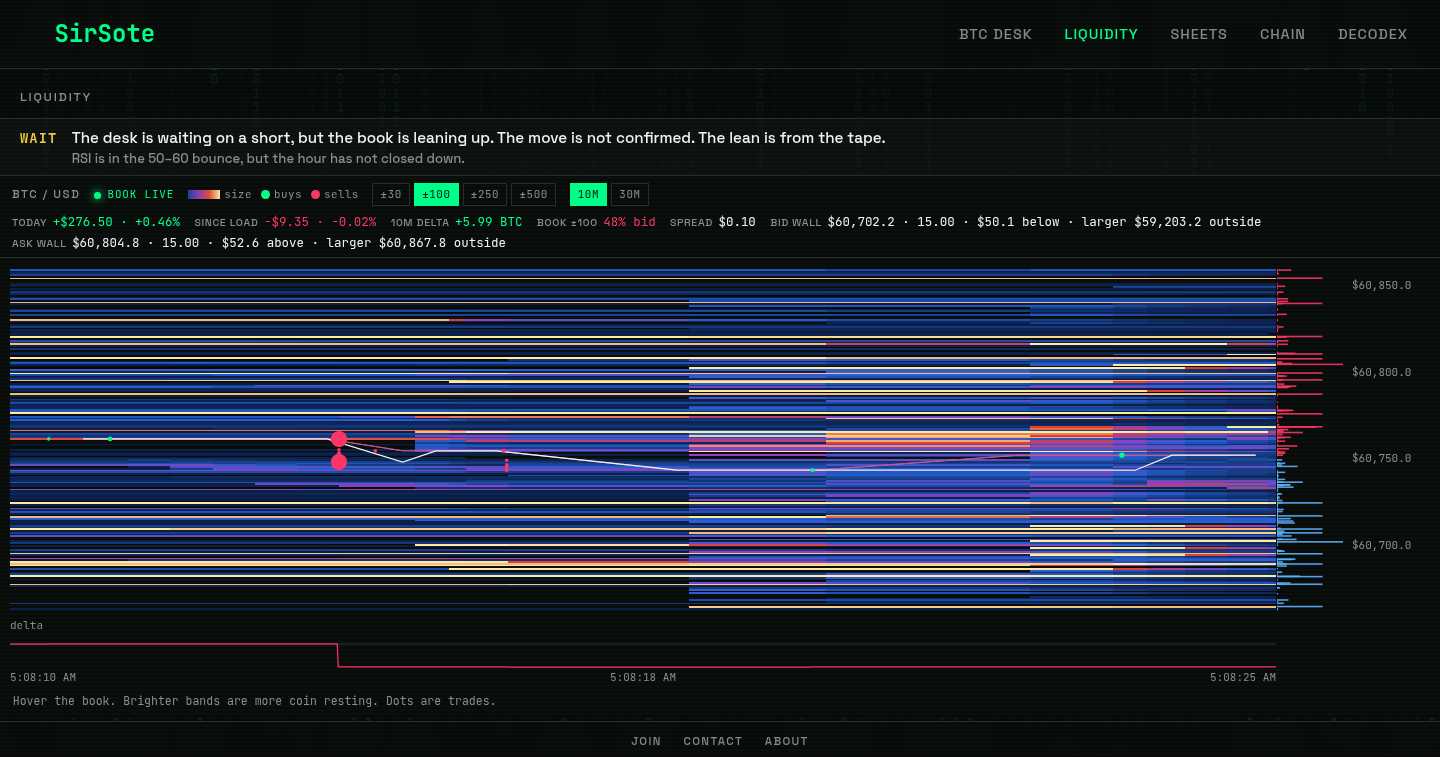 SirSote
BTC DESK LIQUIDITY SHEETS CHAIN DECODEX
LIQUIDITY
WAIT The desk is waiting on a short, but the book is leaning up. The move is not confirmed. The lean is from the tape.
RSI is in the 50–60 bounce, but the hour has not closed down.
BTC / USD BOOK LIVE size buys sells ±30 ±100 ±250 ±500 10M 30M
TODAY +$276.50 · +0.46% SINCE LOAD -$9.35 · -0.02% 10M DELTA +5.99 BTC BOOK ±100 48% bid SPREAD $0.10 BID WALL $60,702.2 · 15.00 · $50.1 below · larger $59,203.2 outside
ASK WALL $60,804.8 · 15.00 · $52.6 above · larger $60,867.8 outside
$60,850.0
$60,800.0
$60,750.0
$60,700.0
delta
5:08:10 AM 5:08:18 AM 5:08:25 AM
Hover the book. Brighter bands are more coin resting. Dots are trades.
JOIN CONTACT ABOUT